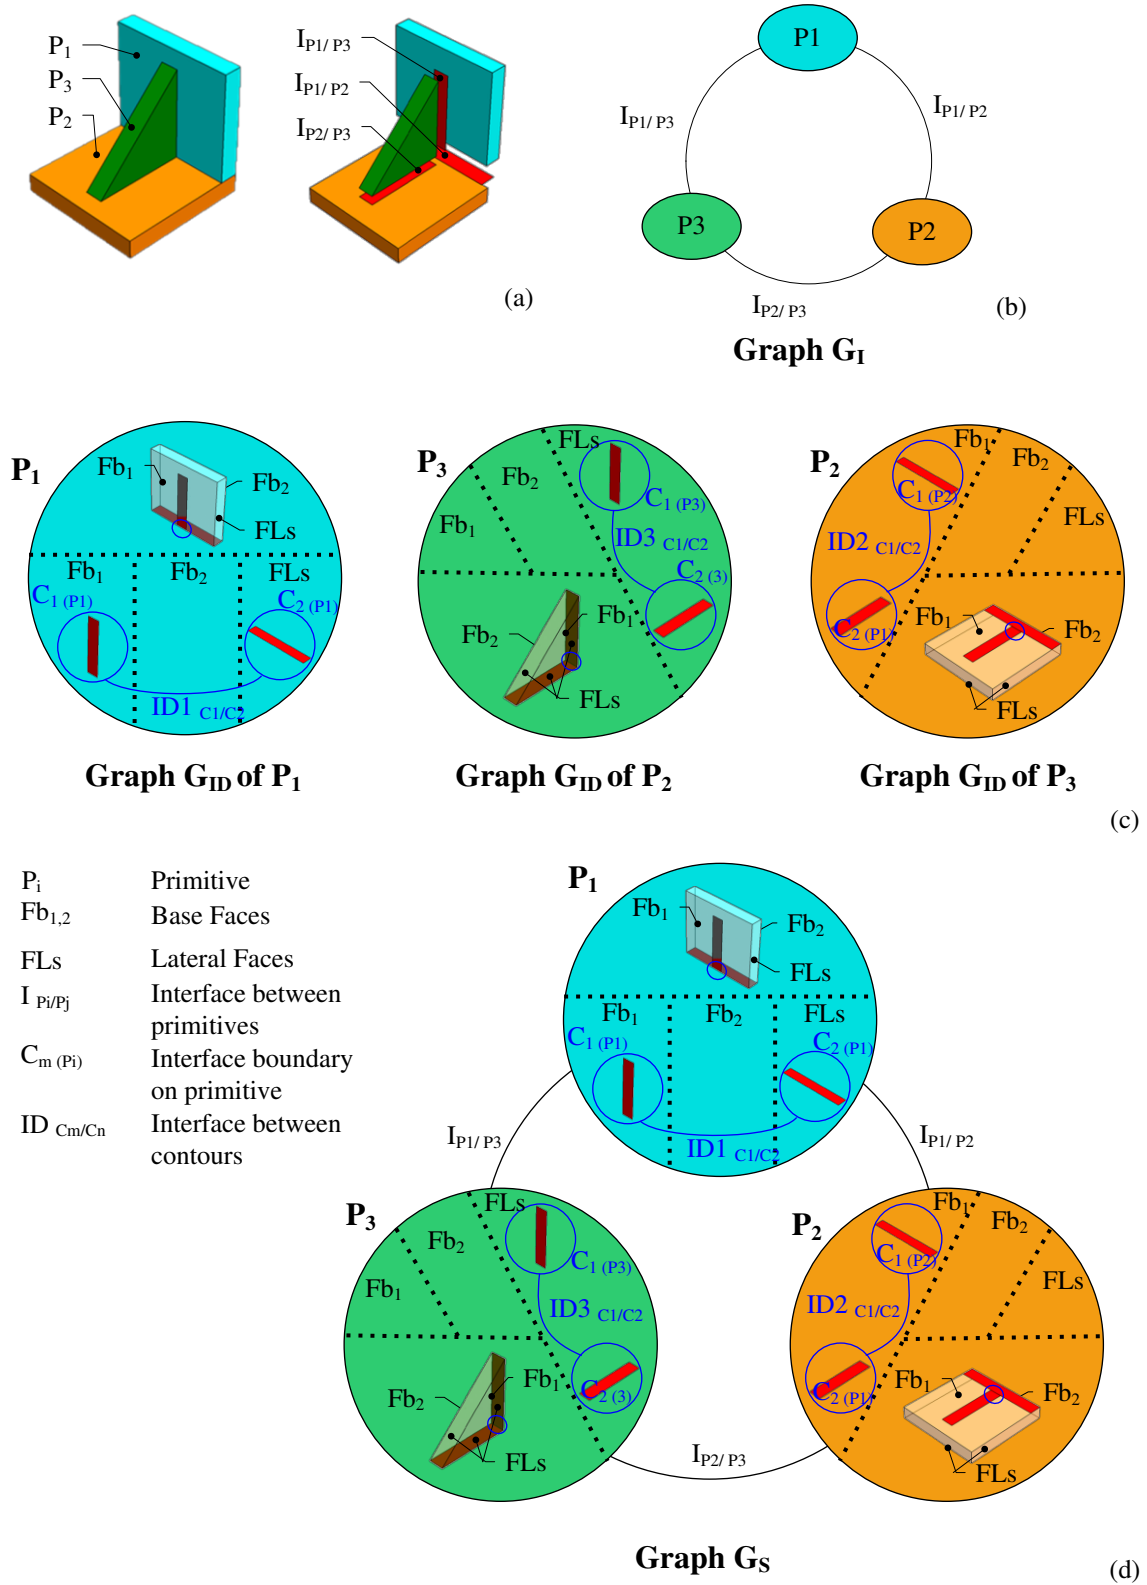 P1
P3
P2
IP1/ P3
IP1/ P2
IP2/ P3
(a)
P1
IP1/ P3
IP1/ P2
P3
P2
IP2/ P3
(b)
Graph GI
P1
Fb1
Fb2
FLs
Fb1
Fb2
FLs
C1 (P1)
C2 (P1)
ID1 C1/C2
Graph GID of P1
P3
FLs
Fb2
Fb1
C1 (P3)
ID3 C1/C2
C2 (3)
Fb1
Fb2
FLs
Graph GID of P2
P2
Fb1
Fb2
FLs
C1 (P2)
ID2 C1/C2
C2 (P1)
Fb1
Fb2
FLs
Graph GID of P3
(c)
Pi Primitive
Fb1,2 Base Faces
FLs Lateral Faces
I Pi/Pj Interface between
primitives
Cm (Pi) Interface boundary
on primitive
ID Cm/Cn Interface between
contours
P1
Fb1
Fb2
FLs
Fb1
Fb2
FLs
C1 (P1)
C2 (P1)
ID1 C1/C2
IP1/ P3
IP1/ P2
P3
FLs
Fb2
Fb1
C1 (P3)
ID3 C1/C2
C2 (3)
Fb1
Fb2
FLs
P2
Fb1
Fb2
FLs
C1 (P2)
ID2 C1/C2
C2 (P1)
Fb1
Fb2
FLs
IP2/ P3
Graph GS
(d)